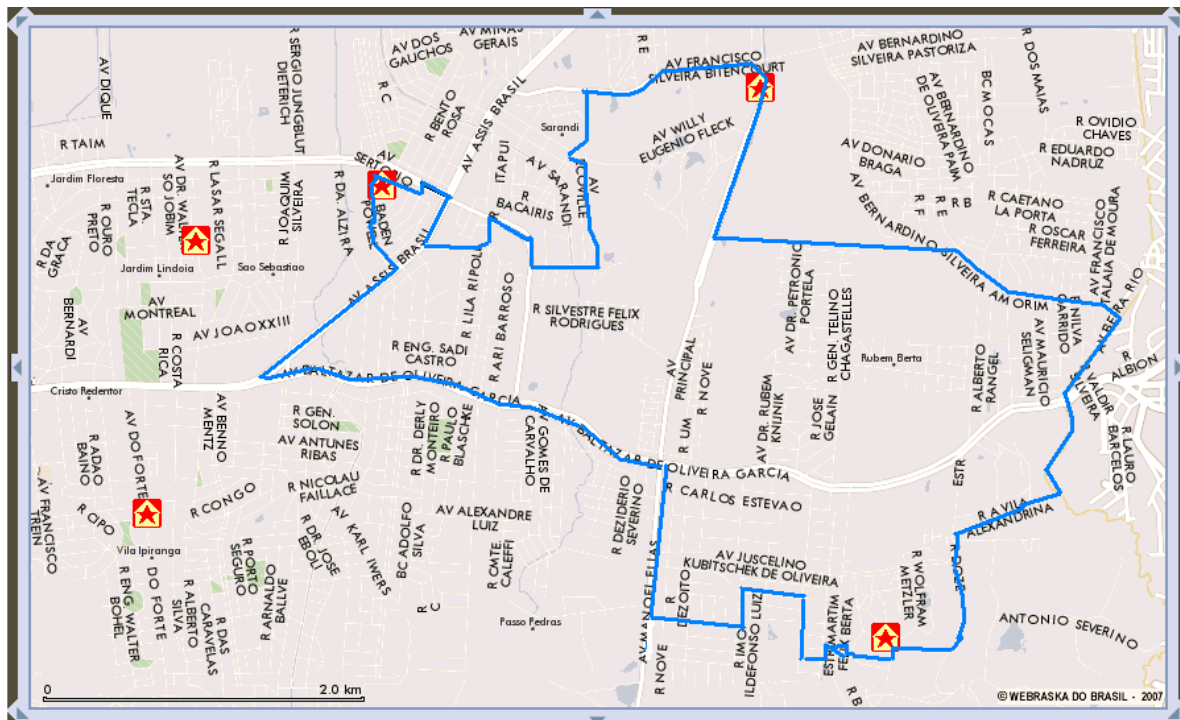 AV DIQUE
R SERGIO JUNGBLUT
DIETERICH
AV DOS
GAUCHOS
AV MINAS
GERAIS
R E
AV FRANCISCO
SILVEIRA BITENCOURT
AV BERNARDINO
SILVEIRA PASTORIZA
R DOS MAIAS
R C
R BENTO
ROSA
AV ASSIS BRASIL
Sarandi
AV WILLY
EUGENIO FLECK
AV BERNARDINO
DE OLIVEIRA PAIM
BC MOCAS
R OVIDIO
CHAVES
R EDUARDO
NADRUZ
R TAIM
AV
SERTORIO
R ITAPUI
AV SARANDI
AV
R
BACAIRIS
AV DONARIO
BRAGA
Jardim Floresta
R STA.
TECLA
R LASAR SEGALL
R JOAQUIM
SILVEIRA
R DA. ALZIRA
BADEN
R F
R E
R B
R CAETANO
LA PORTA
R OSCAR
FERREIRA
AV FRANCISCO
TALAIA DE MOURA
R DA
GRACA
R OURO
PRETO
Jardim Lindoia
Sao Sebastiao
AV ASSIS BRASIL
AV BERNARDINO SILVEIRA AMORIM
AV BEIRA RIO
AV
BERNARDI
AV
MONTREAL
AV JOAO XXIII
R COSTA
RICA
R ENG. SADI
CASTRO
R ARI BARROSO
R SILVESTRE FELIX
RODRIGUES
AV DR. PETRONIO
PORTELA
R GEN. TELINO
CHAGASTELLES
Rubem Berta
AV MAURICIO
SELIGMAN
R ALBERTO
RANGEL
R
ALBION
Cristo Redentor
AV BALTAZAR DE OLIVEIRA GARCIA
AV
PRINCIPAL
R UM
R NOVE
AV DR. RUBEM
KNIJNIK
R JOSE
GELAIN
R VALDIR
SILVEIRA
R LAURO
BARCELOS
AV DO FORTE
AV BENNO
MENTZ
R GEN.
SOLON
AV ANTUNES
RIBAS
R DR. DERLY
MONTEIRO
R PAULO
BLASCHKE
R GOMES DE
CARVALHO
AV BALTAZAR DE OLIVEIRA GARCIA
ESTR
R ADAO
BAINO
R NICOLAU
FAILLACE
R CARLOS ESTEVAO
AV FRANCISCO
TREIN
R CIPO
R CONGO
AV KARL IWERS
R DR. JOSE
EBOLI
BC ADOLFO
SILVA
AV ALEXANDRE
LUIZ
R CMTE.
CALEFFI
R DEZIDERIO
SEVERINO
R A VILA
ALEXANDRINA
Vila Ipiranga
R PORTO
SEGURO
AV JUSCELINO
KUBITSCHEK DE OLIVEIRA
R DOZE
R WOLFRAM
METZLER
R ENG WALTER
BOHEL
DO FORTE
R ALBERTO
SILVA
R DAS
CARAVELAS
R ARNALDO
BALLVE
R
C
Passo Pedras
AV MANOEL ELIAS
R
DEZOITO
R NOVE
ILDEFONSO LUIZ
FELIX BERTA
R B
ANTONIO SEVERINO
0
2.0 km
© WEBRASKA DO BRASIL - 2007